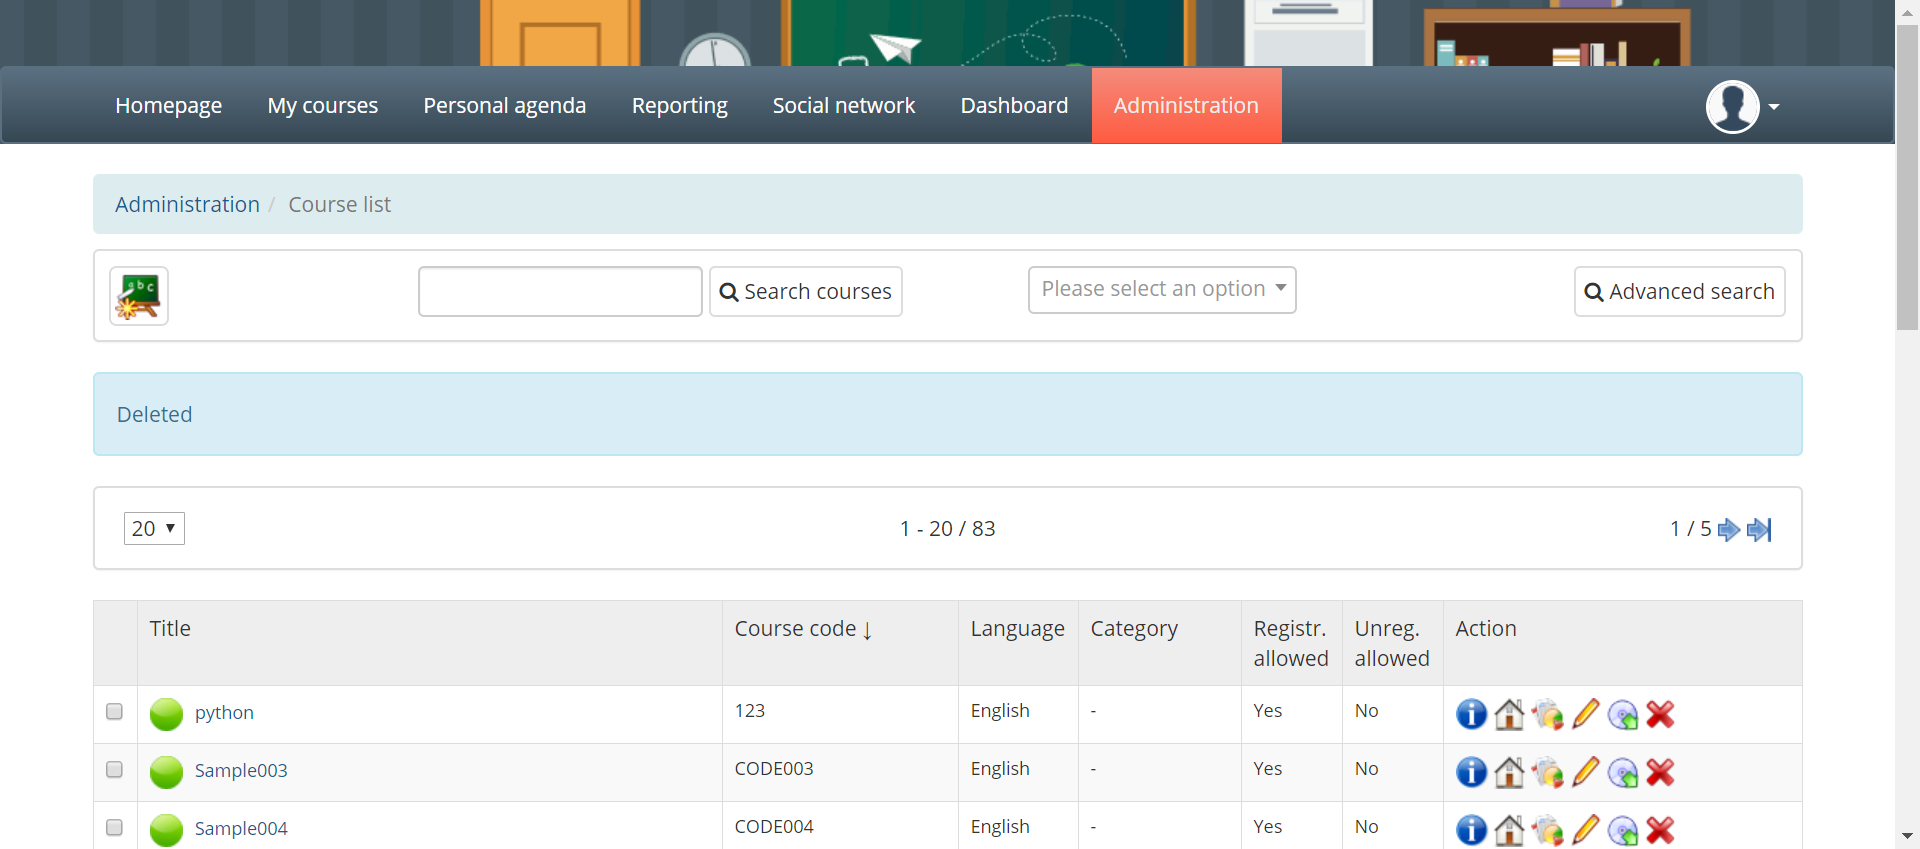 Homepage My courses Personal agenda Reporting Social network Dashboard Administration
Administration / Course list
abc
Search courses Please select an option Advanced search
Deleted
20 1 - 20 / 83 1 / 5
Title Course code ↓ Language Category Registr. allowed Unreg. allowed Action
python 123 English - Yes No
Sample003 CODE003 English - Yes No
Sample004 CODE004 English - Yes No